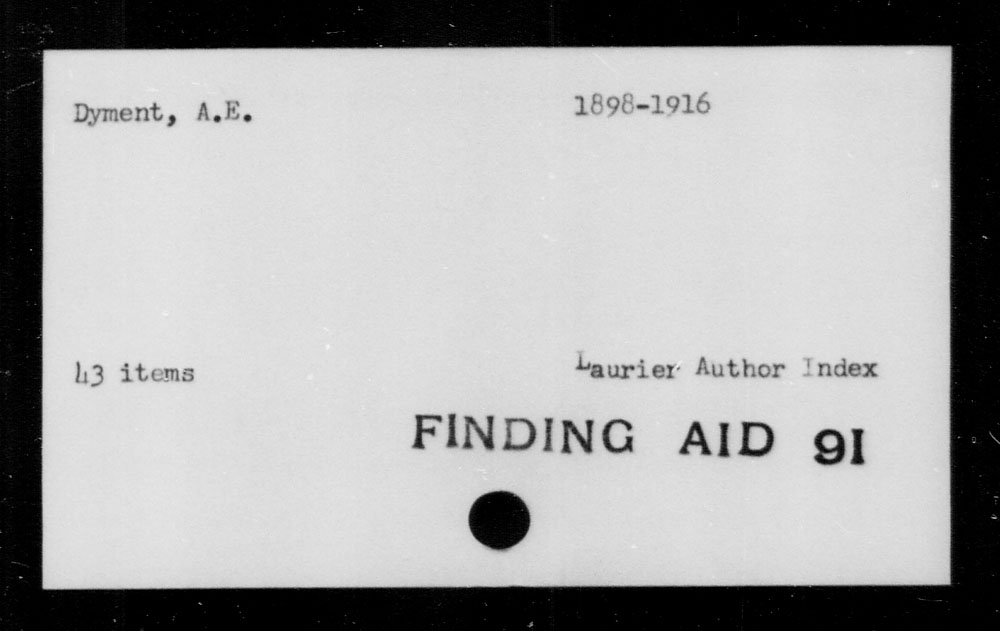 Dyment, A.E. 1898-1916
43 items Laurier Author Index
FINDING AID 91